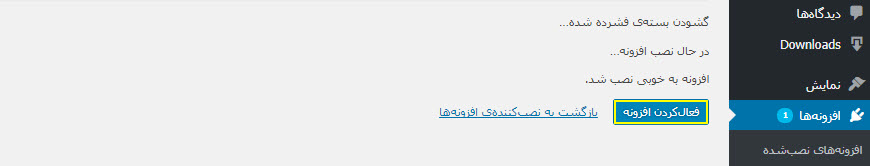 دیدگاه‌ها
Downloads
نمایش
افزونه‌ها 1
افزونه‌های نصب‌شده
گشودن بسته‌ی فشرده شده…
در حال نصب افزونه…
افزونه به خوبی نصب شد.
فعال‌کردن افزونه بازگشت به نصب‌کننده‌ی افزونه‌ها